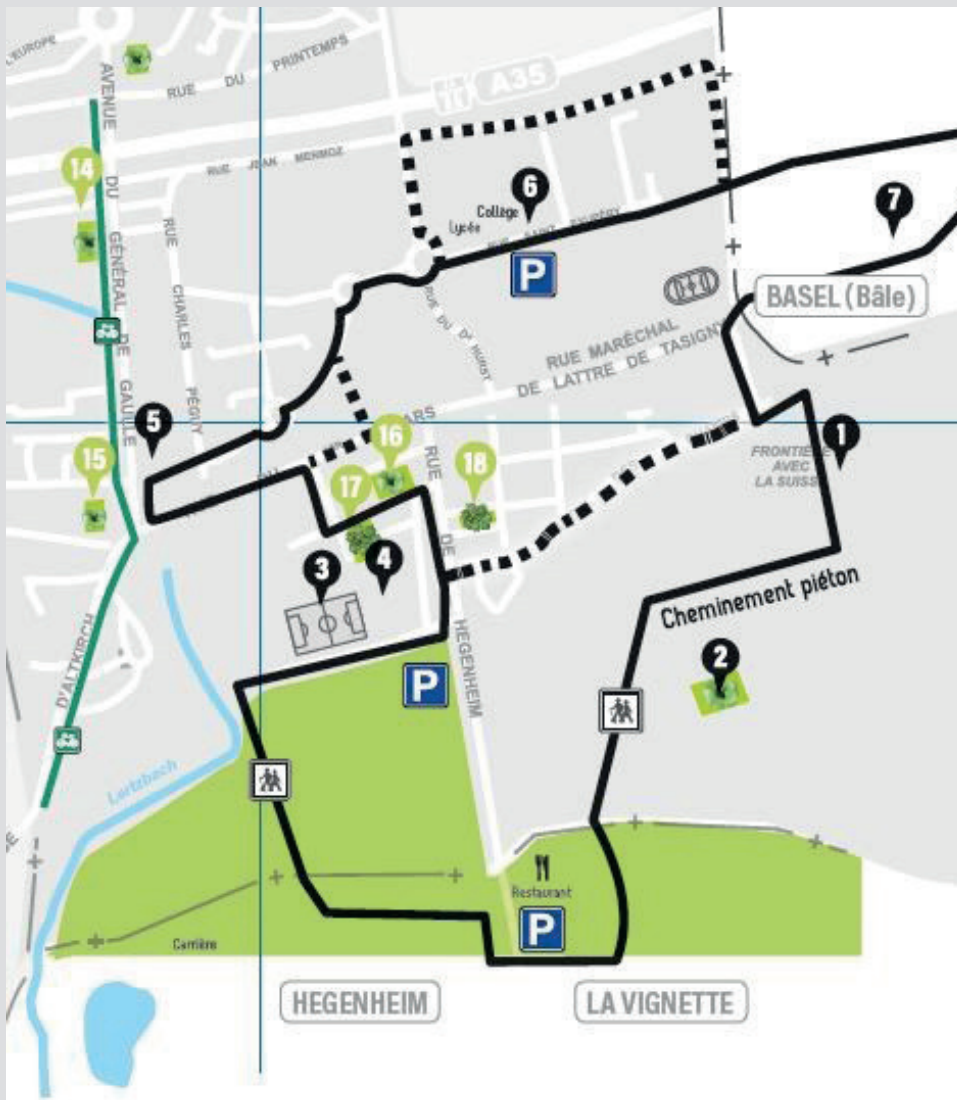 L'EUROPE
AVENUE DU GÉNÉRAL DE GAULLE
RUE DU PRINTEMPS
A35
RUE JEAN MERMOZ
14
6
7
Collège
Lycée
RUE SAINT EXUPÉRY
P
RUE CHARLES PÉGUY
BASEL (Bâle)
RUE DU Dr HURST
RUE MARÉCHAL
DE LATTRE DE TASIGNY
5
15
16
17
18
1
FRONTIÈRE
AVEC
LA SUISSE
RUE DE HEGENHEIM
3
4
Cheminement piéton
2
D'ALTKIRCH
P
Lertzbach
Restaurant
P
Carrière
HEGENHEIM
LA VIGNETTE